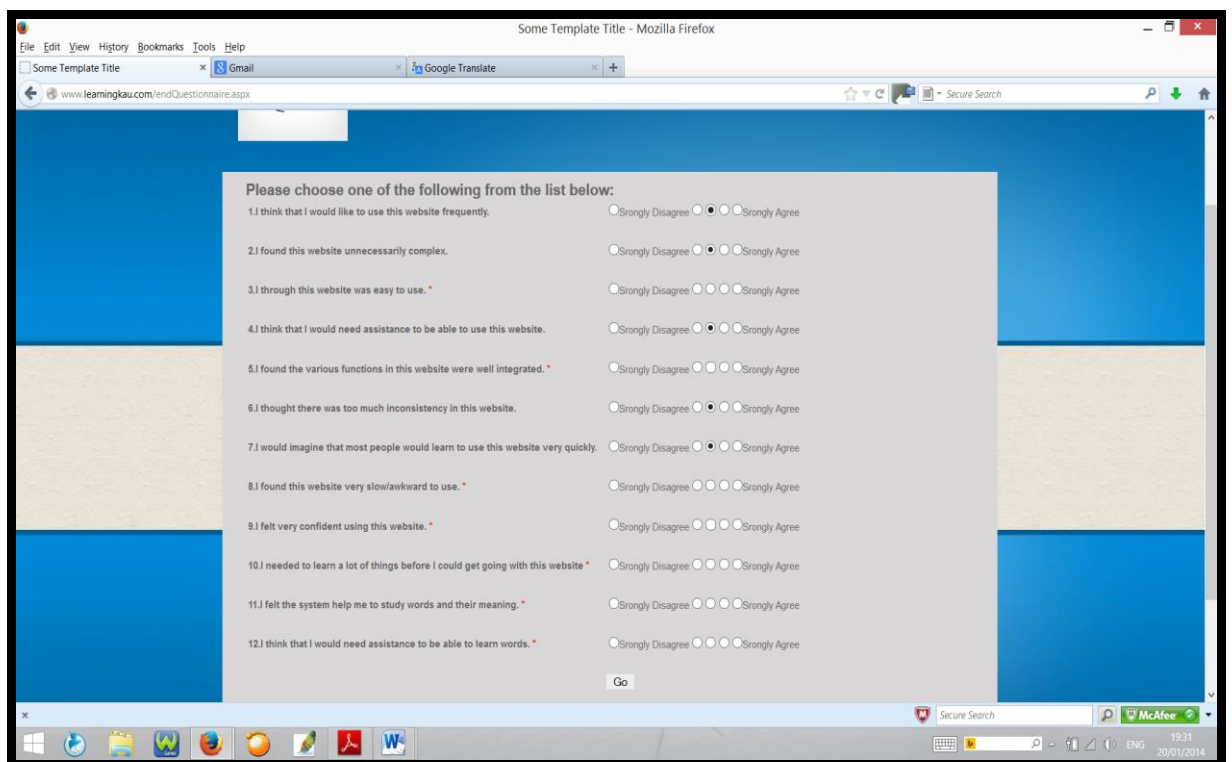 Some Template Title - Mozilla Firefox
File Edit View History Bookmarks Tools Help
Some Template Title × Gmail × Google Translate × +
www.learningkau.com/endQuestionnaire.aspx Secure Search
Please choose one of the following from the list below:
1.I think that I would like to use this website frequently. Srongly Disagree Srongly Agree
2.I found this website unnecessarily complex. Srongly Disagree Srongly Agree
3.I through this website was easy to use. * Srongly Disagree Srongly Agree
4.I think that I would need assistance to be able to use this website. Srongly Disagree Srongly Agree
5.I found the various functions in this website were well integrated. * Srongly Disagree Srongly Agree
6.I thought there was too much inconsistency in this website. Srongly Disagree Srongly Agree
7.I would imagine that most people would learn to use this website very quickly. Srongly Disagree Srongly Agree
8.I found this website very slow/awkward to use. * Srongly Disagree Srongly Agree
9.I felt very confident using this website. * Srongly Disagree Srongly Agree
10.I needed to learn a lot of things before I could get going with this website * Srongly Disagree Srongly Agree
11.I felt the system help me to study words and their meaning. * Srongly Disagree Srongly Agree
12.I think that I would need assistance to be able to learn words. * Srongly Disagree Srongly Agree
Go
× Secure Search McAfee
ENG 19:31
20/01/2014